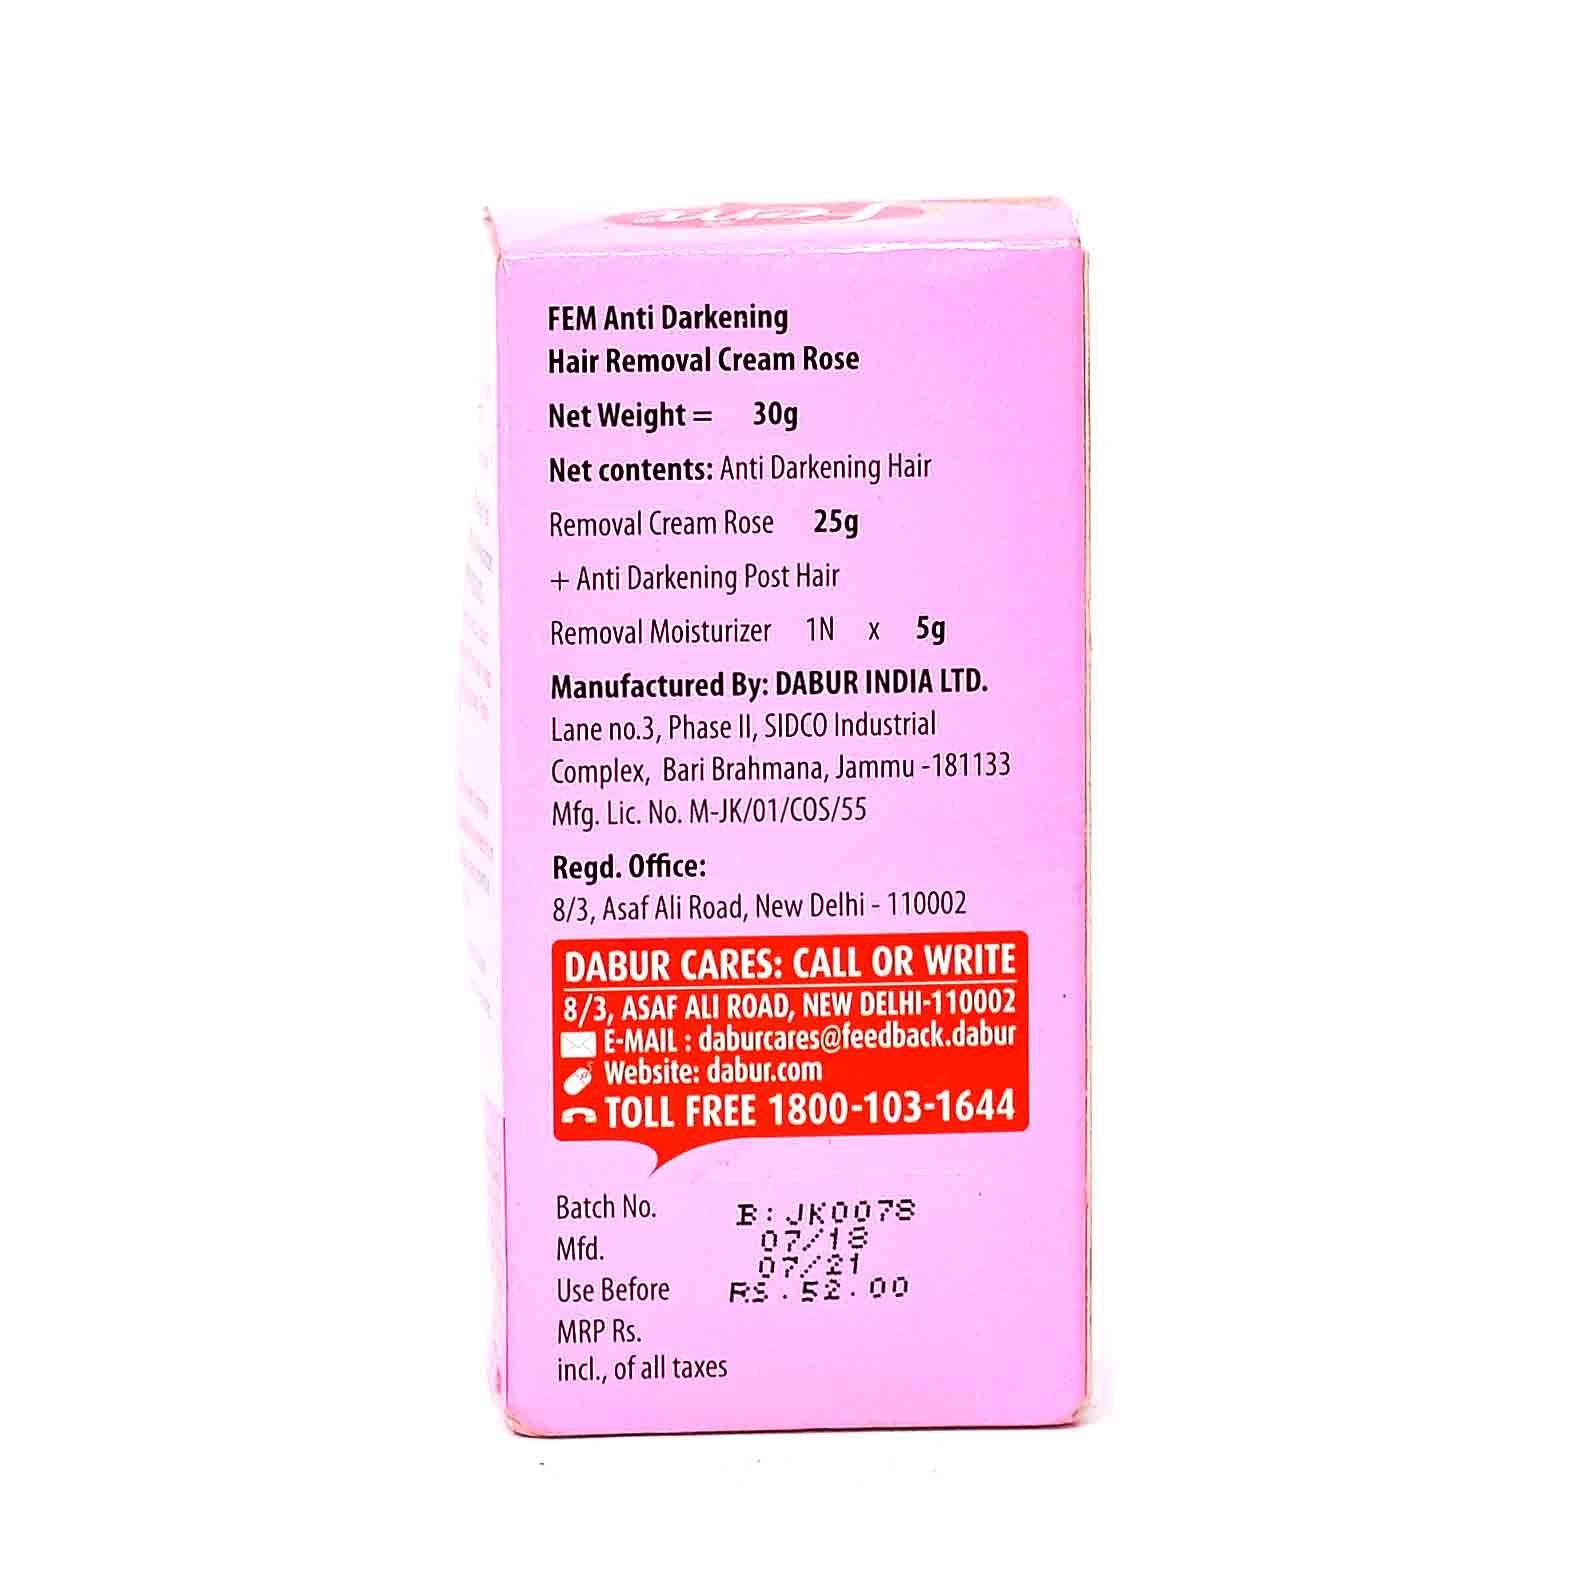 Fem
FEM Anti Darkening
Hair Removal Cream Rose
Net Weight = 30g
Net contents: Anti Darkening Hair
Removal Cream Rose 25g
+ Anti Darkening Post Hair
Removal Moisturizer 1N x 5g
Manufactured By: DABUR INDIA LTD.
Lane no.3, Phase II, SIDCO Industrial
Complex, Bari Brahmana, Jammu -181133
Mfg. Lic. No. M-JK/01/COS/55
Regd. Office:
8/3, Asaf Ali Road, New Delhi - 110002
DABUR CARES: CALL OR WRITE
8/3, ASAF ALI ROAD, NEW DELHI-110002
E-MAIL : daburcares@feedback.dabur
Website: dabur.com
TOLL FREE 1800-103-1644
Batch No. B:JK0078
Mfd. 07/18
Use Before 07/21
MRP Rs. RS.52.00
incl., of all taxes